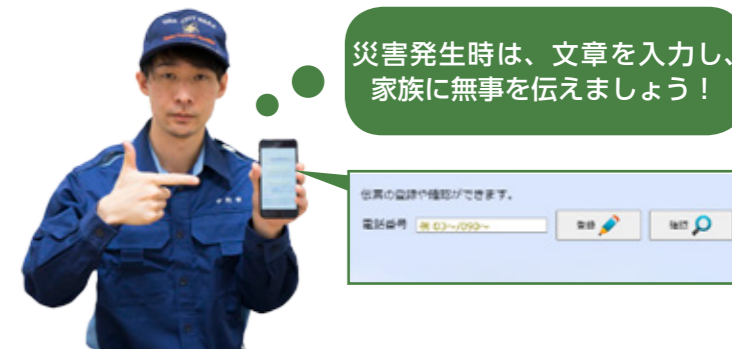 災害発生時は、文章を入力し、
家族に無事を伝えましょう！
伝言の登録や確認ができます。
電話番号 例 03〜/090〜 登録 確認